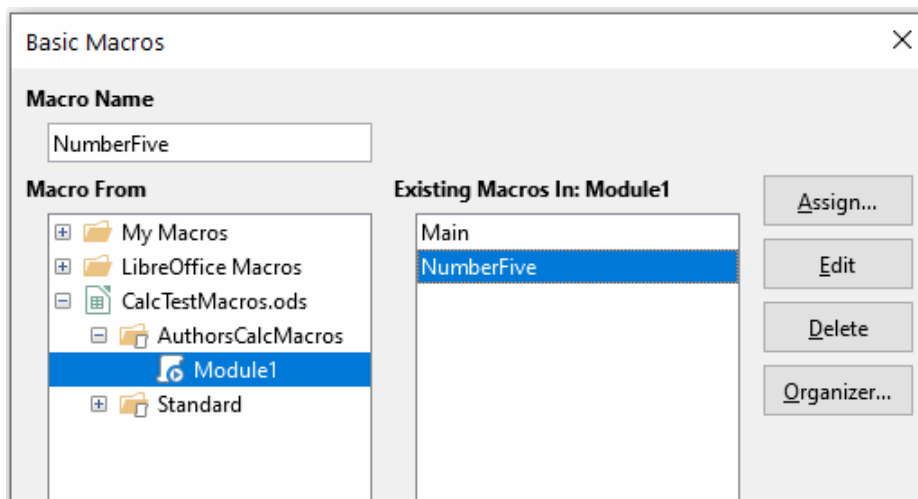 Basic Macros
Macro Name
NumberFive
Macro From
My Macros
LibreOffice Macros
CalcTestMacros.ods
AuthorsCalcMacros
Module1
Standard
Existing Macros In: Module1
Main
NumberFive
Assign...
Edit
Delete
Organizer...